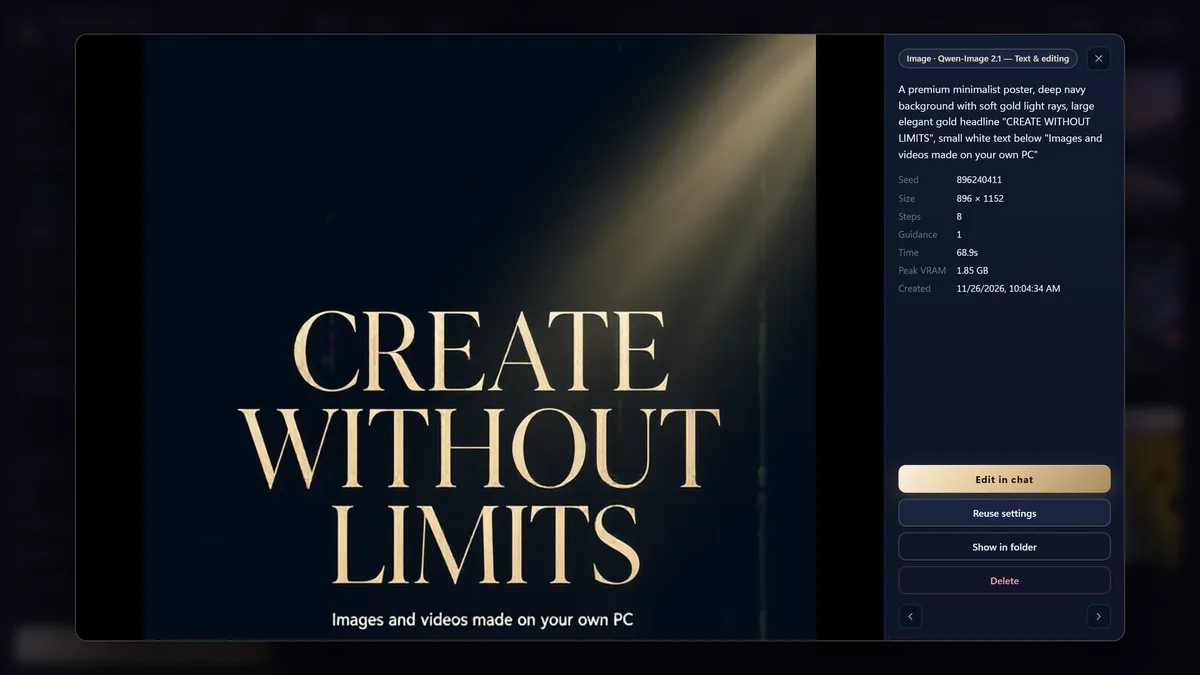 CREATE
WITHOUT
LIMITS
Images and videos made on your own PC
Image · Qwen-Image 2.1 — Text & editing
A premium minimalist poster, deep navy
background with soft gold light rays, large
elegant gold headline "CREATE WITHOUT
LIMITS", small white text below "Images and
videos made on your own PC"
Seed 896240411
Size 896 × 1152
Steps 8
Guidance 1
Time 68.9s
Peak VRAM 1.85 GB
Created 11/26/2026, 10:04:34 AM
Edit in chat
Reuse settings
Show in folder
Delete